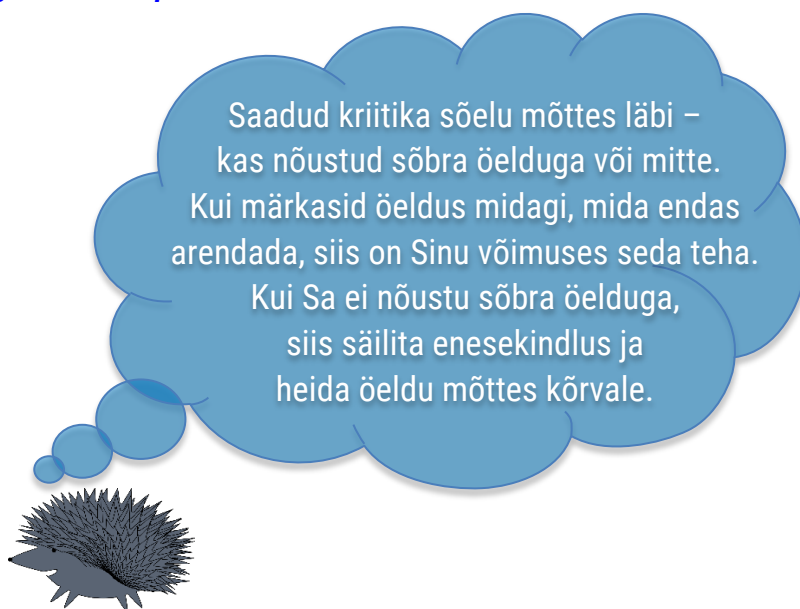 Saadud kriitika sõelu mõttes läbi –
kas nõustud sõbra öelduga või mitte.
Kui märkasid öeldus midagi, mida endas
arendada, siis on Sinu võimuses seda teha.
Kui Sa ei nõustu sõbra öelduga,
siis säilita enesekindlus ja
heida öeldu mõttes kõrvale.